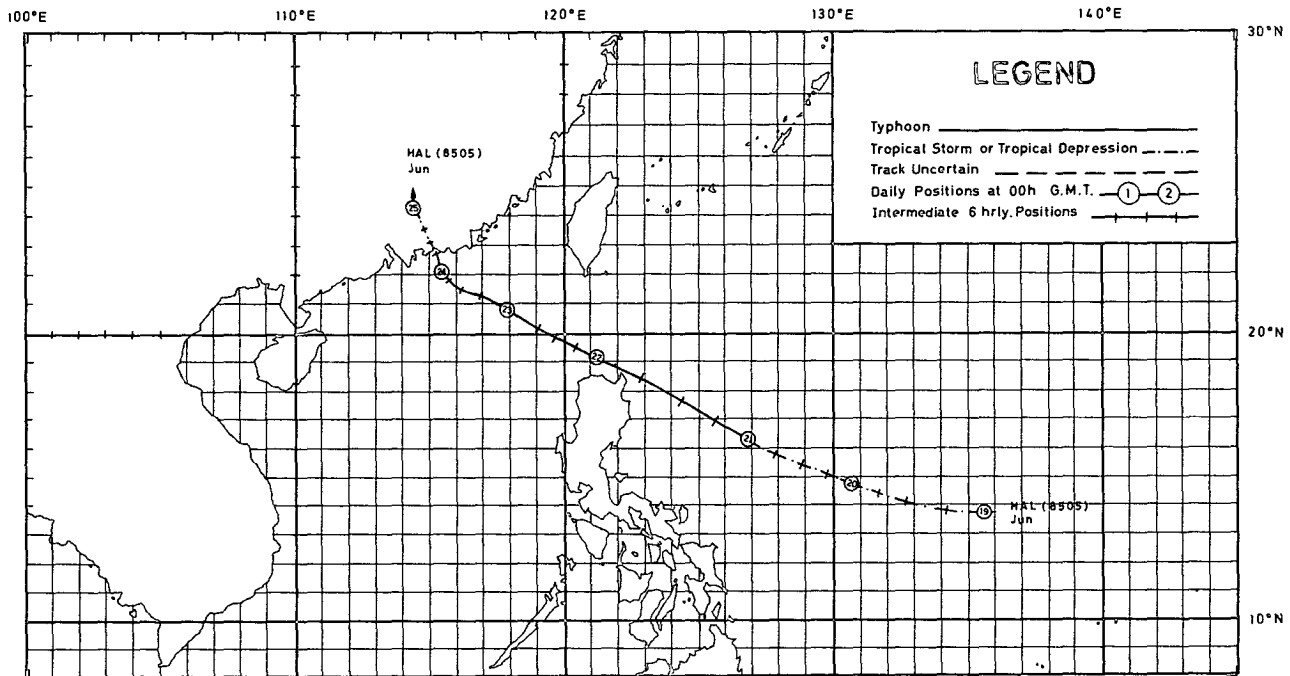 100°E 110°E 120°E 130°E 140°E
30°N
LEGEND
Typhoon
Tropical Storm or Tropical Depression
Track Uncertain
Daily Positions at 00h G.M.T. 1 2
Intermediate 6 hrly. Positions
HAL (8505)
Jun
25
24
23
20°N
22
21
20
19
HAL (8505)
Jun
10°N